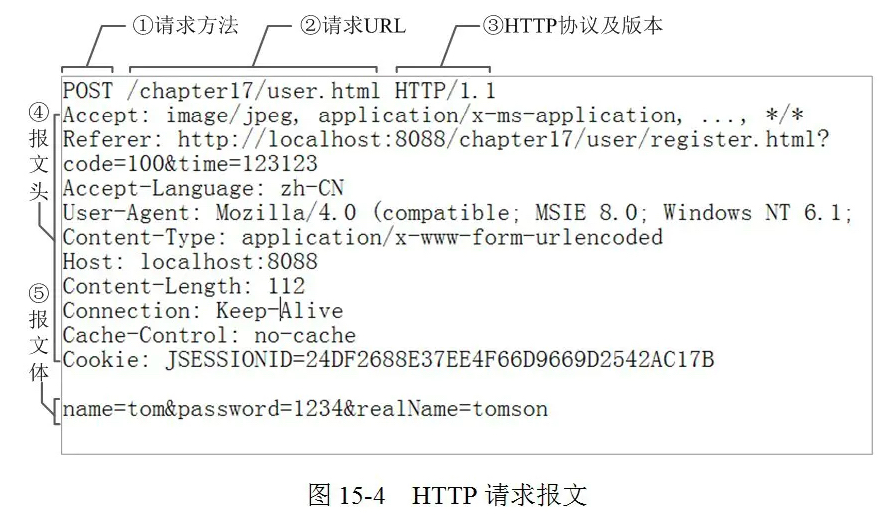 ①请求方法
②请求URL
③HTTP协议及版本
POST /chapter17/user.html HTTP/1.1
④报文头
Accept: image/jpeg, application/x-ms-application, ..., */*
Referer: http://localhost:8088/chapter17/user/register.html?
code=100&time=123123
Accept-Language: zh-CN
User-Agent: Mozilla/4.0 (compatible; MSIE 8.0; Windows NT 6.1;
Content-Type: application/x-www-form-urlencoded
Host: localhost:8088
Content-Length: 112
Connection: Keep-Alive
Cache-Control: no-cache
Cookie: JSESSIONID=24DF2688E37EE4F66D9669D2542AC17B
⑤报文体
name=tom&password=1234&realName=tomson
图 15-4 HTTP 请求报文